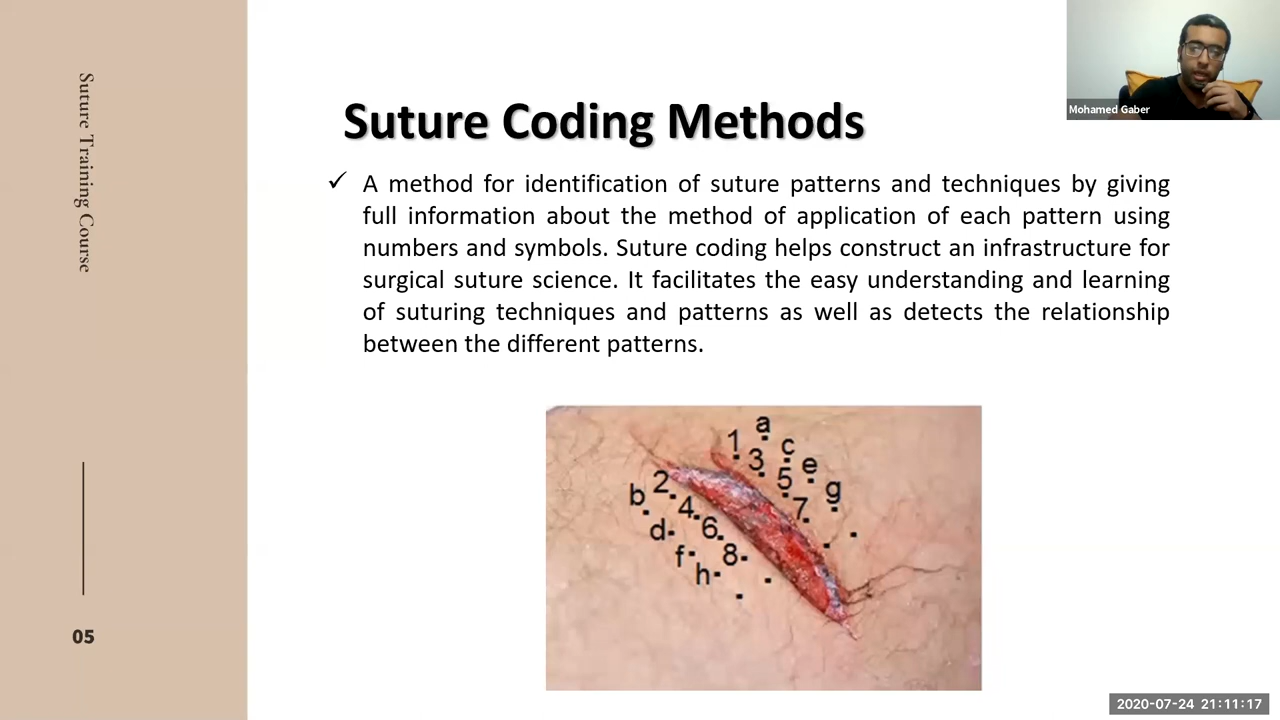 Suture Training Course
05
Suture Coding Methods
✓ A method for identification of suture patterns and techniques by giving
full information about the method of application of each pattern using
numbers and symbols. Suture coding helps construct an infrastructure for
surgical suture science. It facilitates the easy understanding and learning
of suturing techniques and patterns as well as detects the relationship
between the different patterns.
a
1 c
3 e
2 5 g
b 4 7
d 6
f 8
h
Mohamed Gaber
2020-07-24 21:11:17